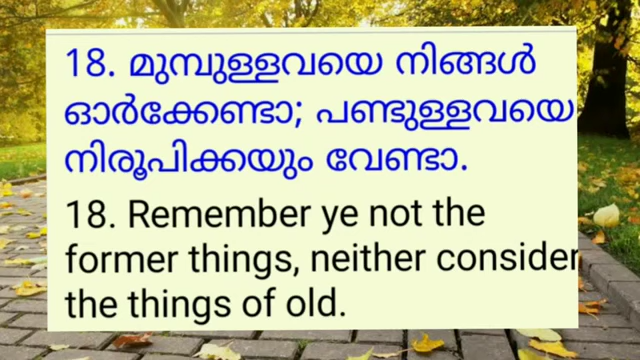 18. മുമ്പുള്ളവയെ നിങ്ങൾ
ഓർക്കേണ്ടാ; പണ്ടുള്ളവയെ
നിരൂപിക്കയും വേണ്ടാ.
18. Remember ye not the
former things, neither consider
the things of old.